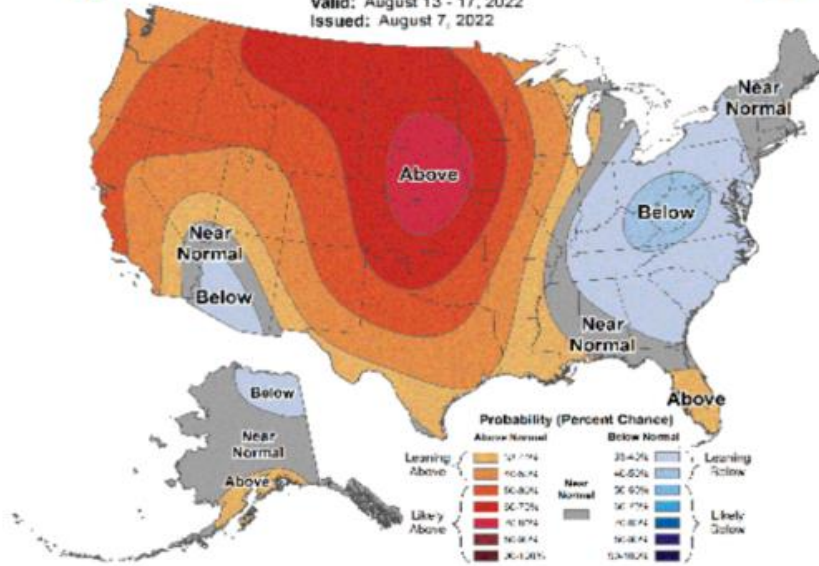 Valid: August 13 - 17, 2022
Issued: August 7, 2022
Near
Normal
Above
Below
Near
Normal
Below
Near
Normal
Above
Below
Near
Normal
Above
Probability (Percent Chance)
Above Normal
Below Normal
Leaning
Above
Likely
Above
Near
Normal
Leaning
Below
Likely
Below